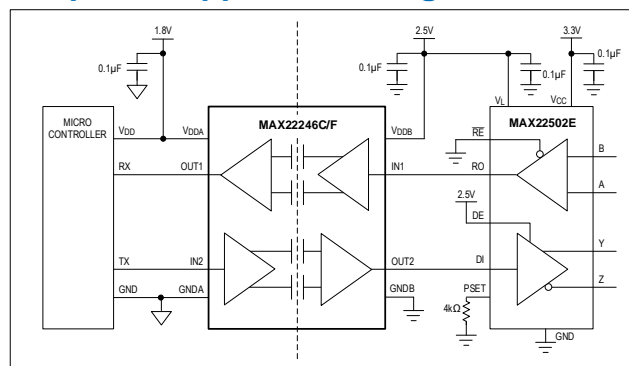 1.8V
2.5V
3.3V
0.1µF
0.1µF
0.1µF
0.1µF
VL
VCC
MICRO
CONTROLLER
MAX22246C/F
MAX22502E
VDD
VDDA
VDDB
RE
B
RX
OUT1
IN1
RO
A
2.5V
DE
Y
TX
IN2
OUT2
DI
Z
GND
GNDA
GNDB
PSET
4kΩ
GND